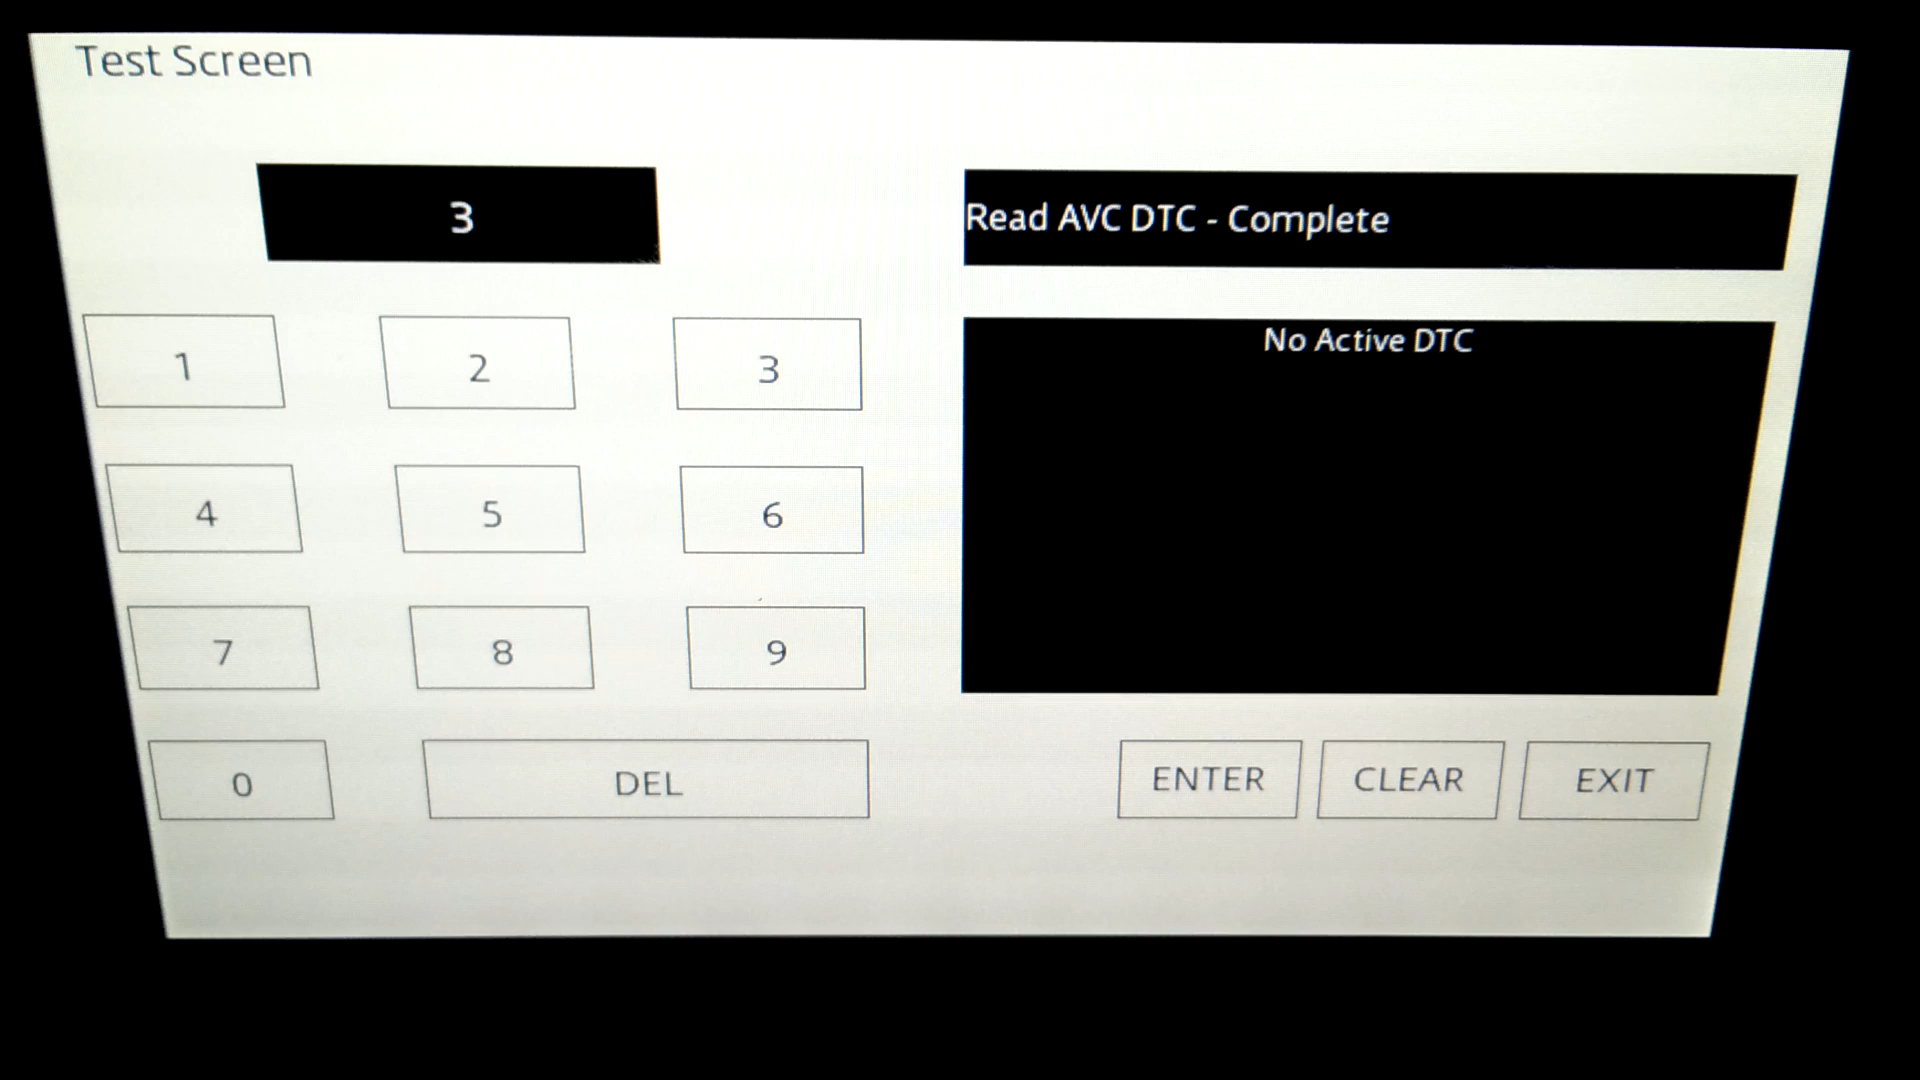 Test Screen
3
Read AVC DTC - Complete
No Active DTC
1 2 3
4 5 6
7 8 9
0 DEL
ENTER CLEAR EXIT